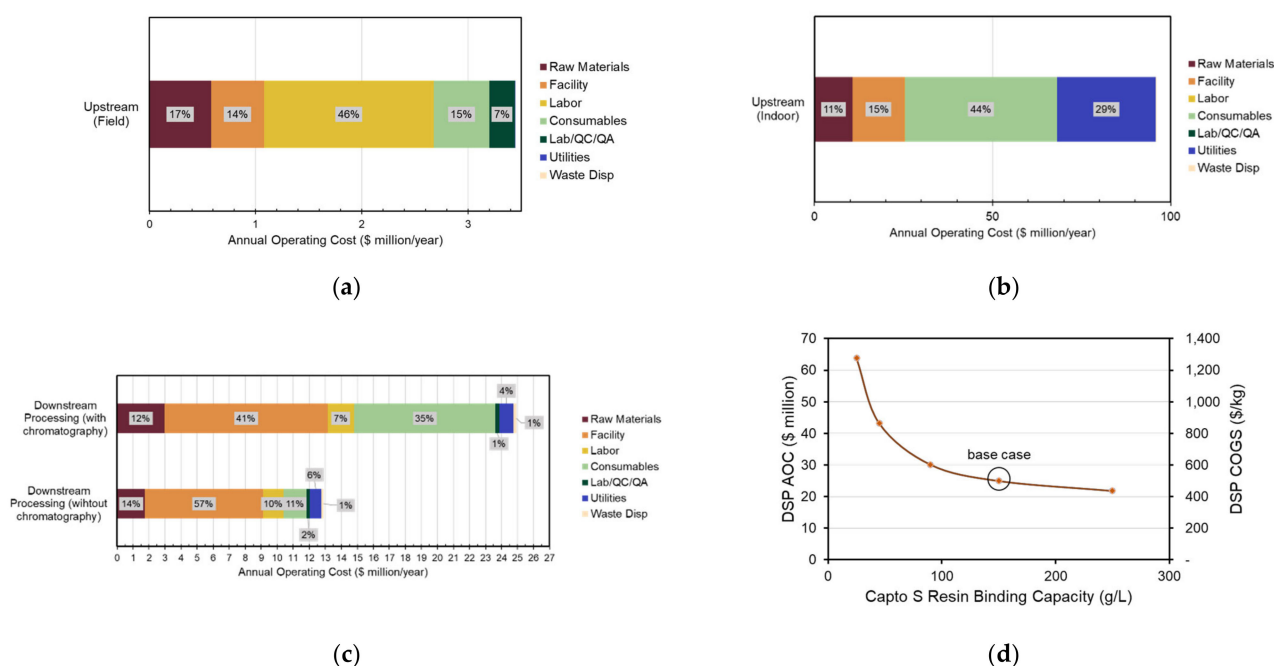 Upstream
(Field)
17%
14%
46%
15%
7%
Raw Materials
Facility
Labor
Consumables
Lab/QC/QA
Utilities
Waste Disp
0
1
2
3
Annual Operating Cost ($ million/year)
(a)
Upstream
(Indoor)
11%
15%
44%
29%
Raw Materials
Facility
Labor
Consumables
Lab/QC/QA
Utilities
Waste Disp
0
50
100
Annual Operating Cost ($ million/year)
(b)
Downstream
Processing (with
chromatography)
12%
41%
7%
35%
1%
4%
1%
Downstream
Processing (wihtout
chromatography)
14%
57%
10%
11%
2%
6%
1%
Raw Materials
Facility
Labor
Consumables
Lab/QC/QA
Utilities
Waste Disp
0 1 2 3 4 5 6 7 8 9 10 11 12 13 14 15 16 17 18 19 20 21 22 23 24 25 26 27
Annual Operating Cost ($ million/year)
(c)
DSP AOC ($ million)
70
60
50
40
30
20
10
0
base case
1,400
1,200
1,000
800
600
400
200
-
DSP COGS ($/kg)
0
100
200
300
Capto S Resin Binding Capacity (g/L)
(d)